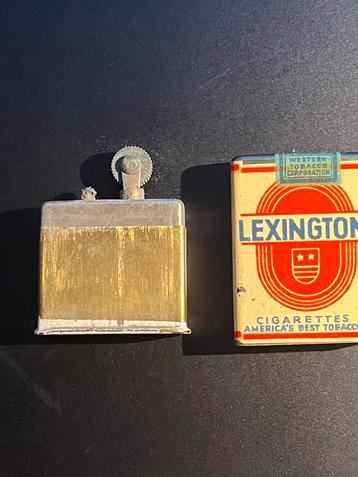 WESTERN
TOBACCO
CORPORATION
LEXINGTON
CIGARETTES
AMERICA'S BEST TOBACCO